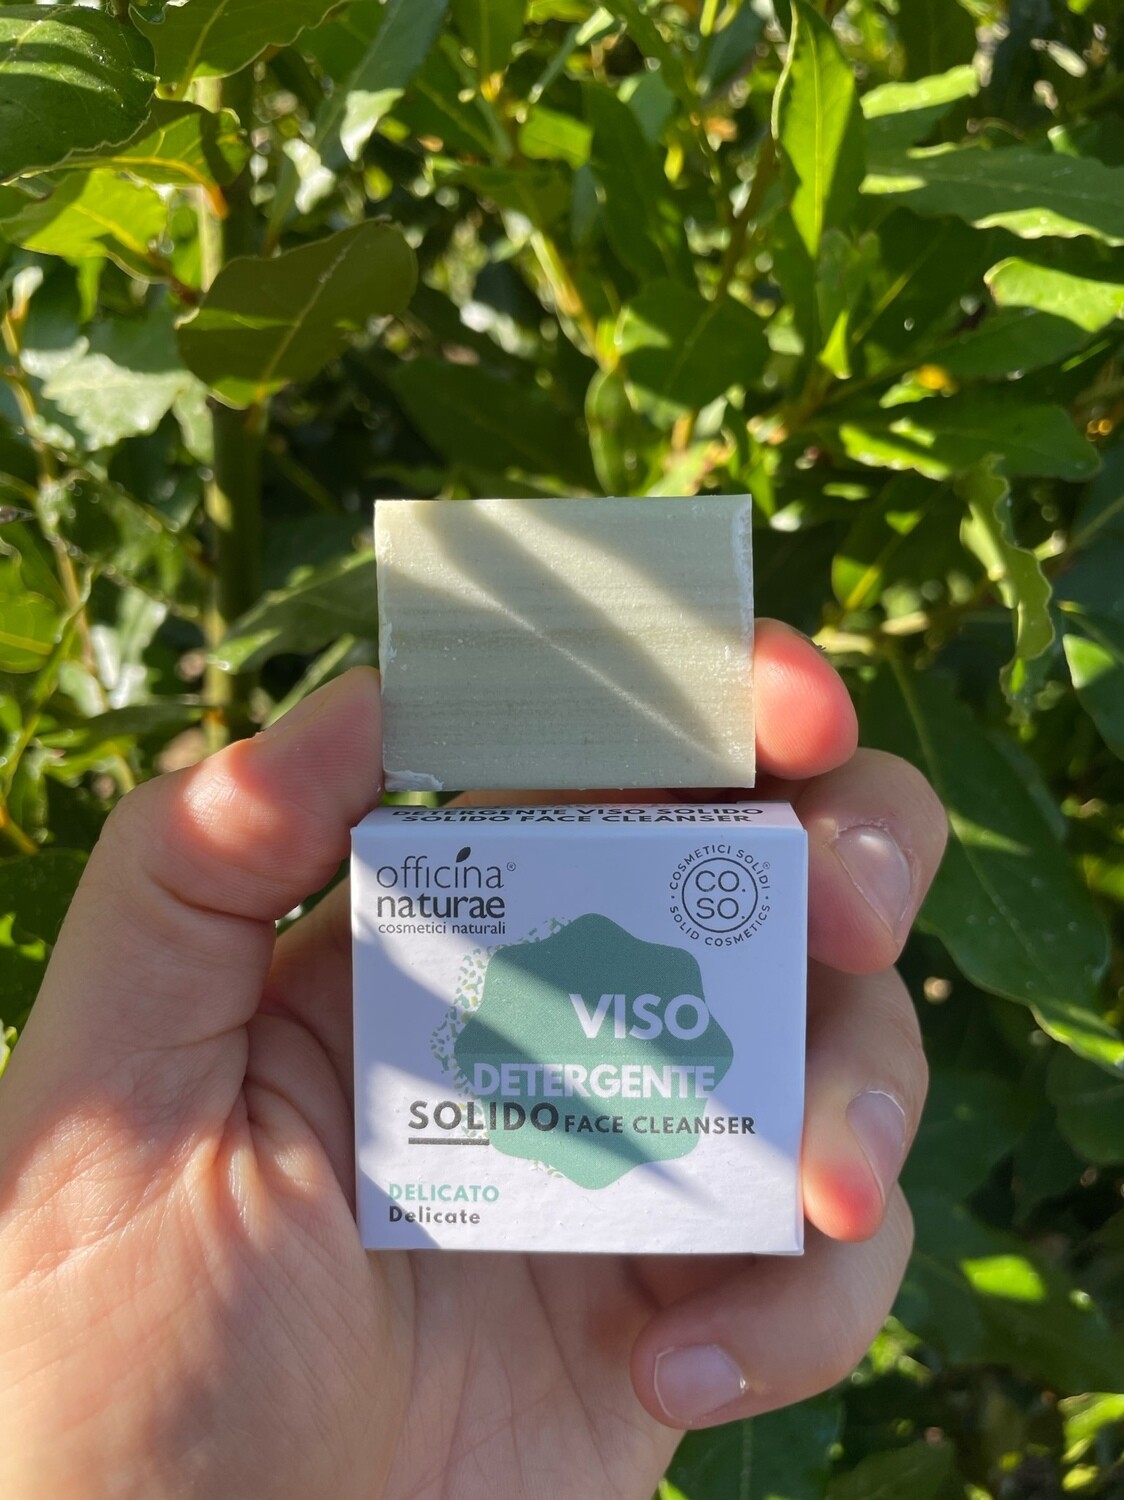 DETERGENTE VISO SOLIDO
SOLIDO FACE CLEANSER
officina®
naturae
cosmetici naturali
COSMETICI SOLIDI®
CO.
SO.
SOLID COSMETICS
VISO
DETERGENTE
SOLIDO FACE CLEANSER
DELICATO
Delicate